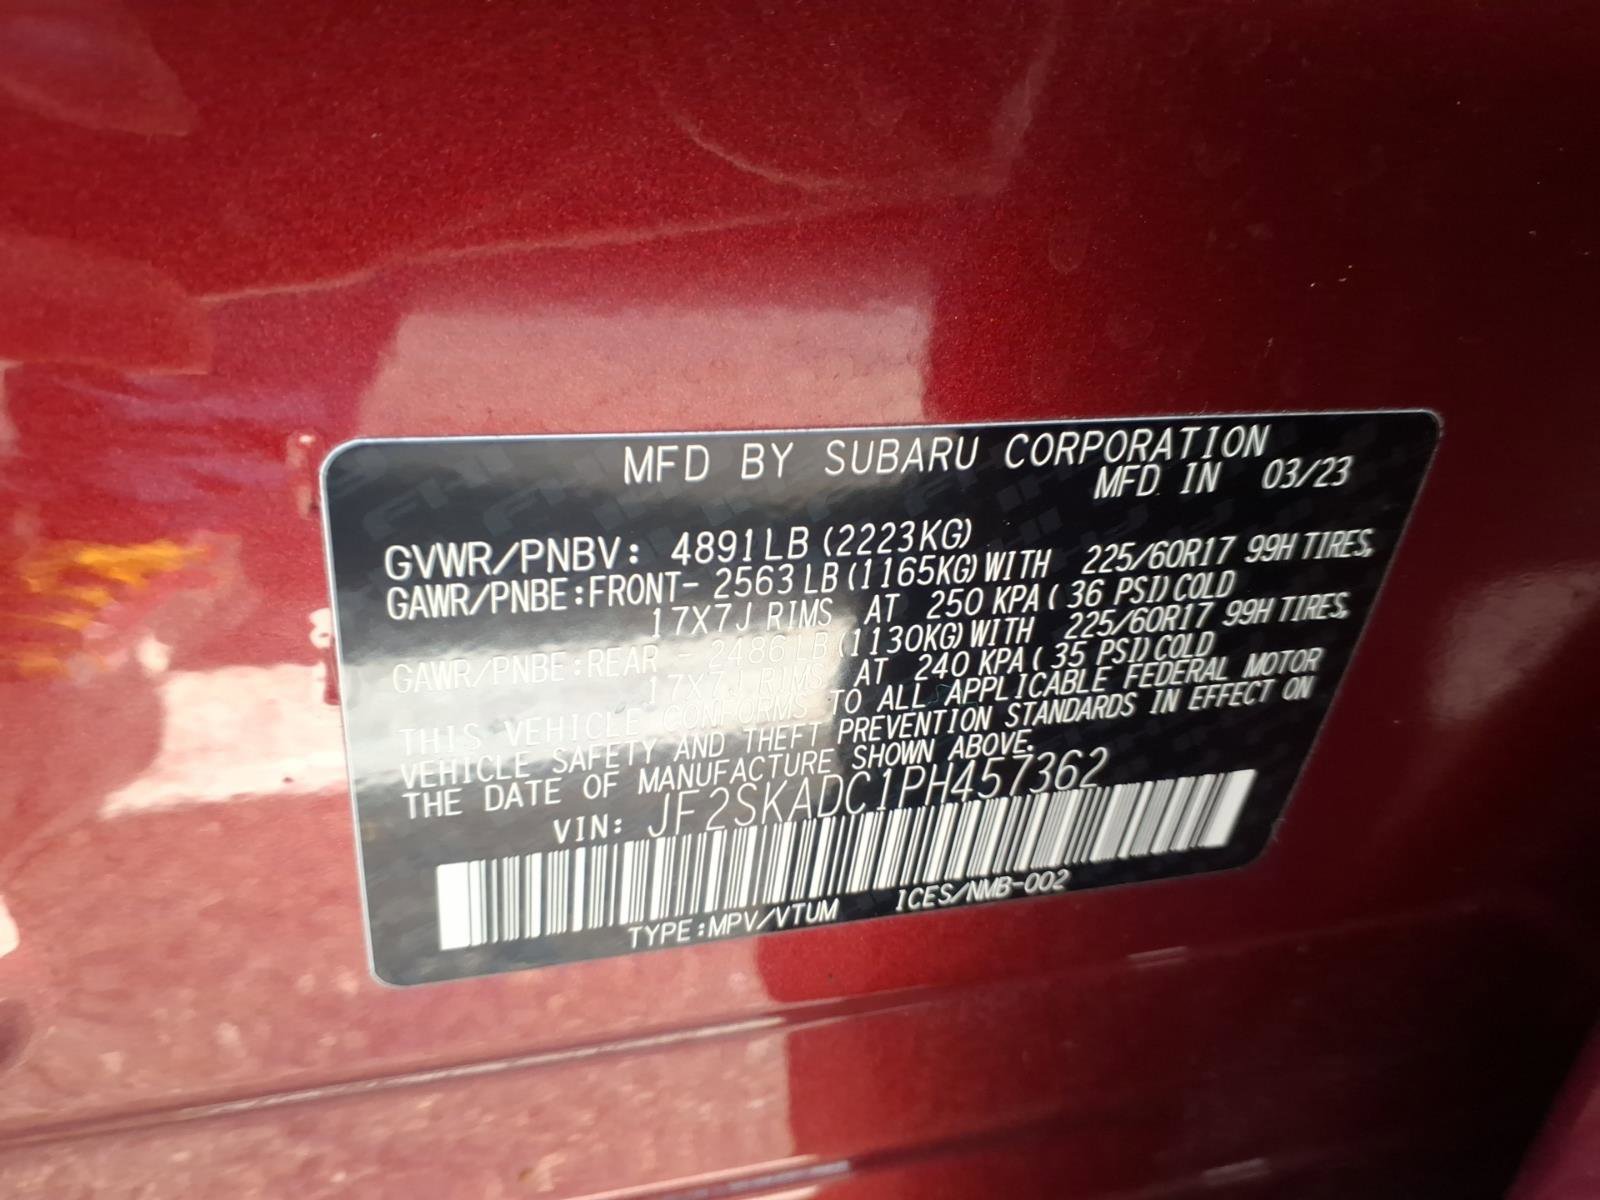 MFD BY SUBARU CORPORATION
MFD IN 03/23
GVWR/PNBV: 4891LB (2223KG)
GAWR/PNBE:FRONT- 2563 LB (1165KG) WITH 225/60R17 99H TIRES,
17X7J RIMS AT 250 KPA ( 36 PSI) COLD
GAWR/PNBE:REAR - 2486 LB (1130KG) WITH 225/60R17 99H TIRES,
17X7J RIMS AT 240 KPA ( 35 PSI) COLD
THIS VEHICLE CONFORMS TO ALL APPLICABLE FEDERAL MOTOR
VEHICLE SAFETY AND THEFT PREVENTION STANDARDS IN EFFECT ON
THE DATE OF MANUFACTURE SHOWN ABOVE.
VIN: JF2SKADC1PH457362
TYPE:MPV/VTUM ICES/NMB-002